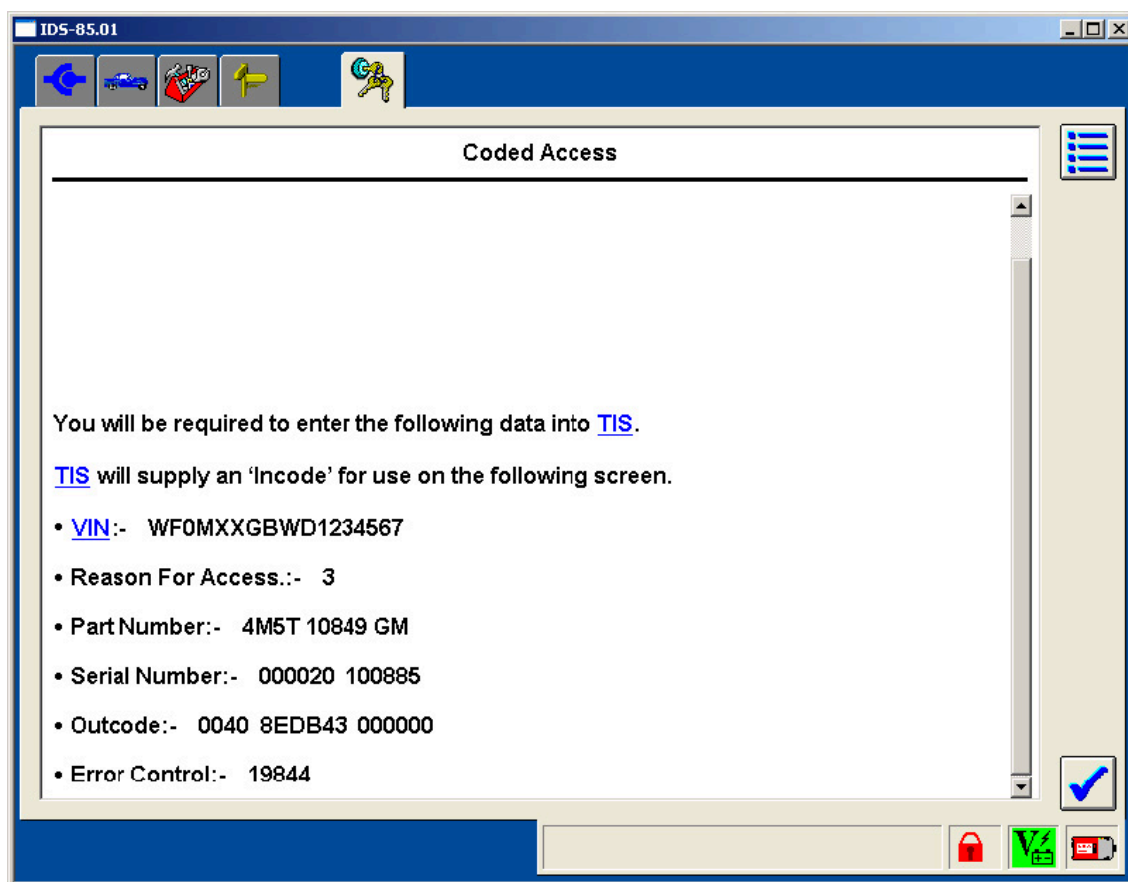 IDS-85.01
Coded Access
You will be required to enter the following data into TIS.
TIS will supply an ‘Incode’ for use on the following screen.
• VIN:- WF0MXXGBWD1234567
• Reason For Access.:- 3
• Part Number:- 4M5T 10849 GM
• Serial Number:- 000020 100885
• Outcode:- 0040 8EDB43 000000
• Error Control:- 19844
V